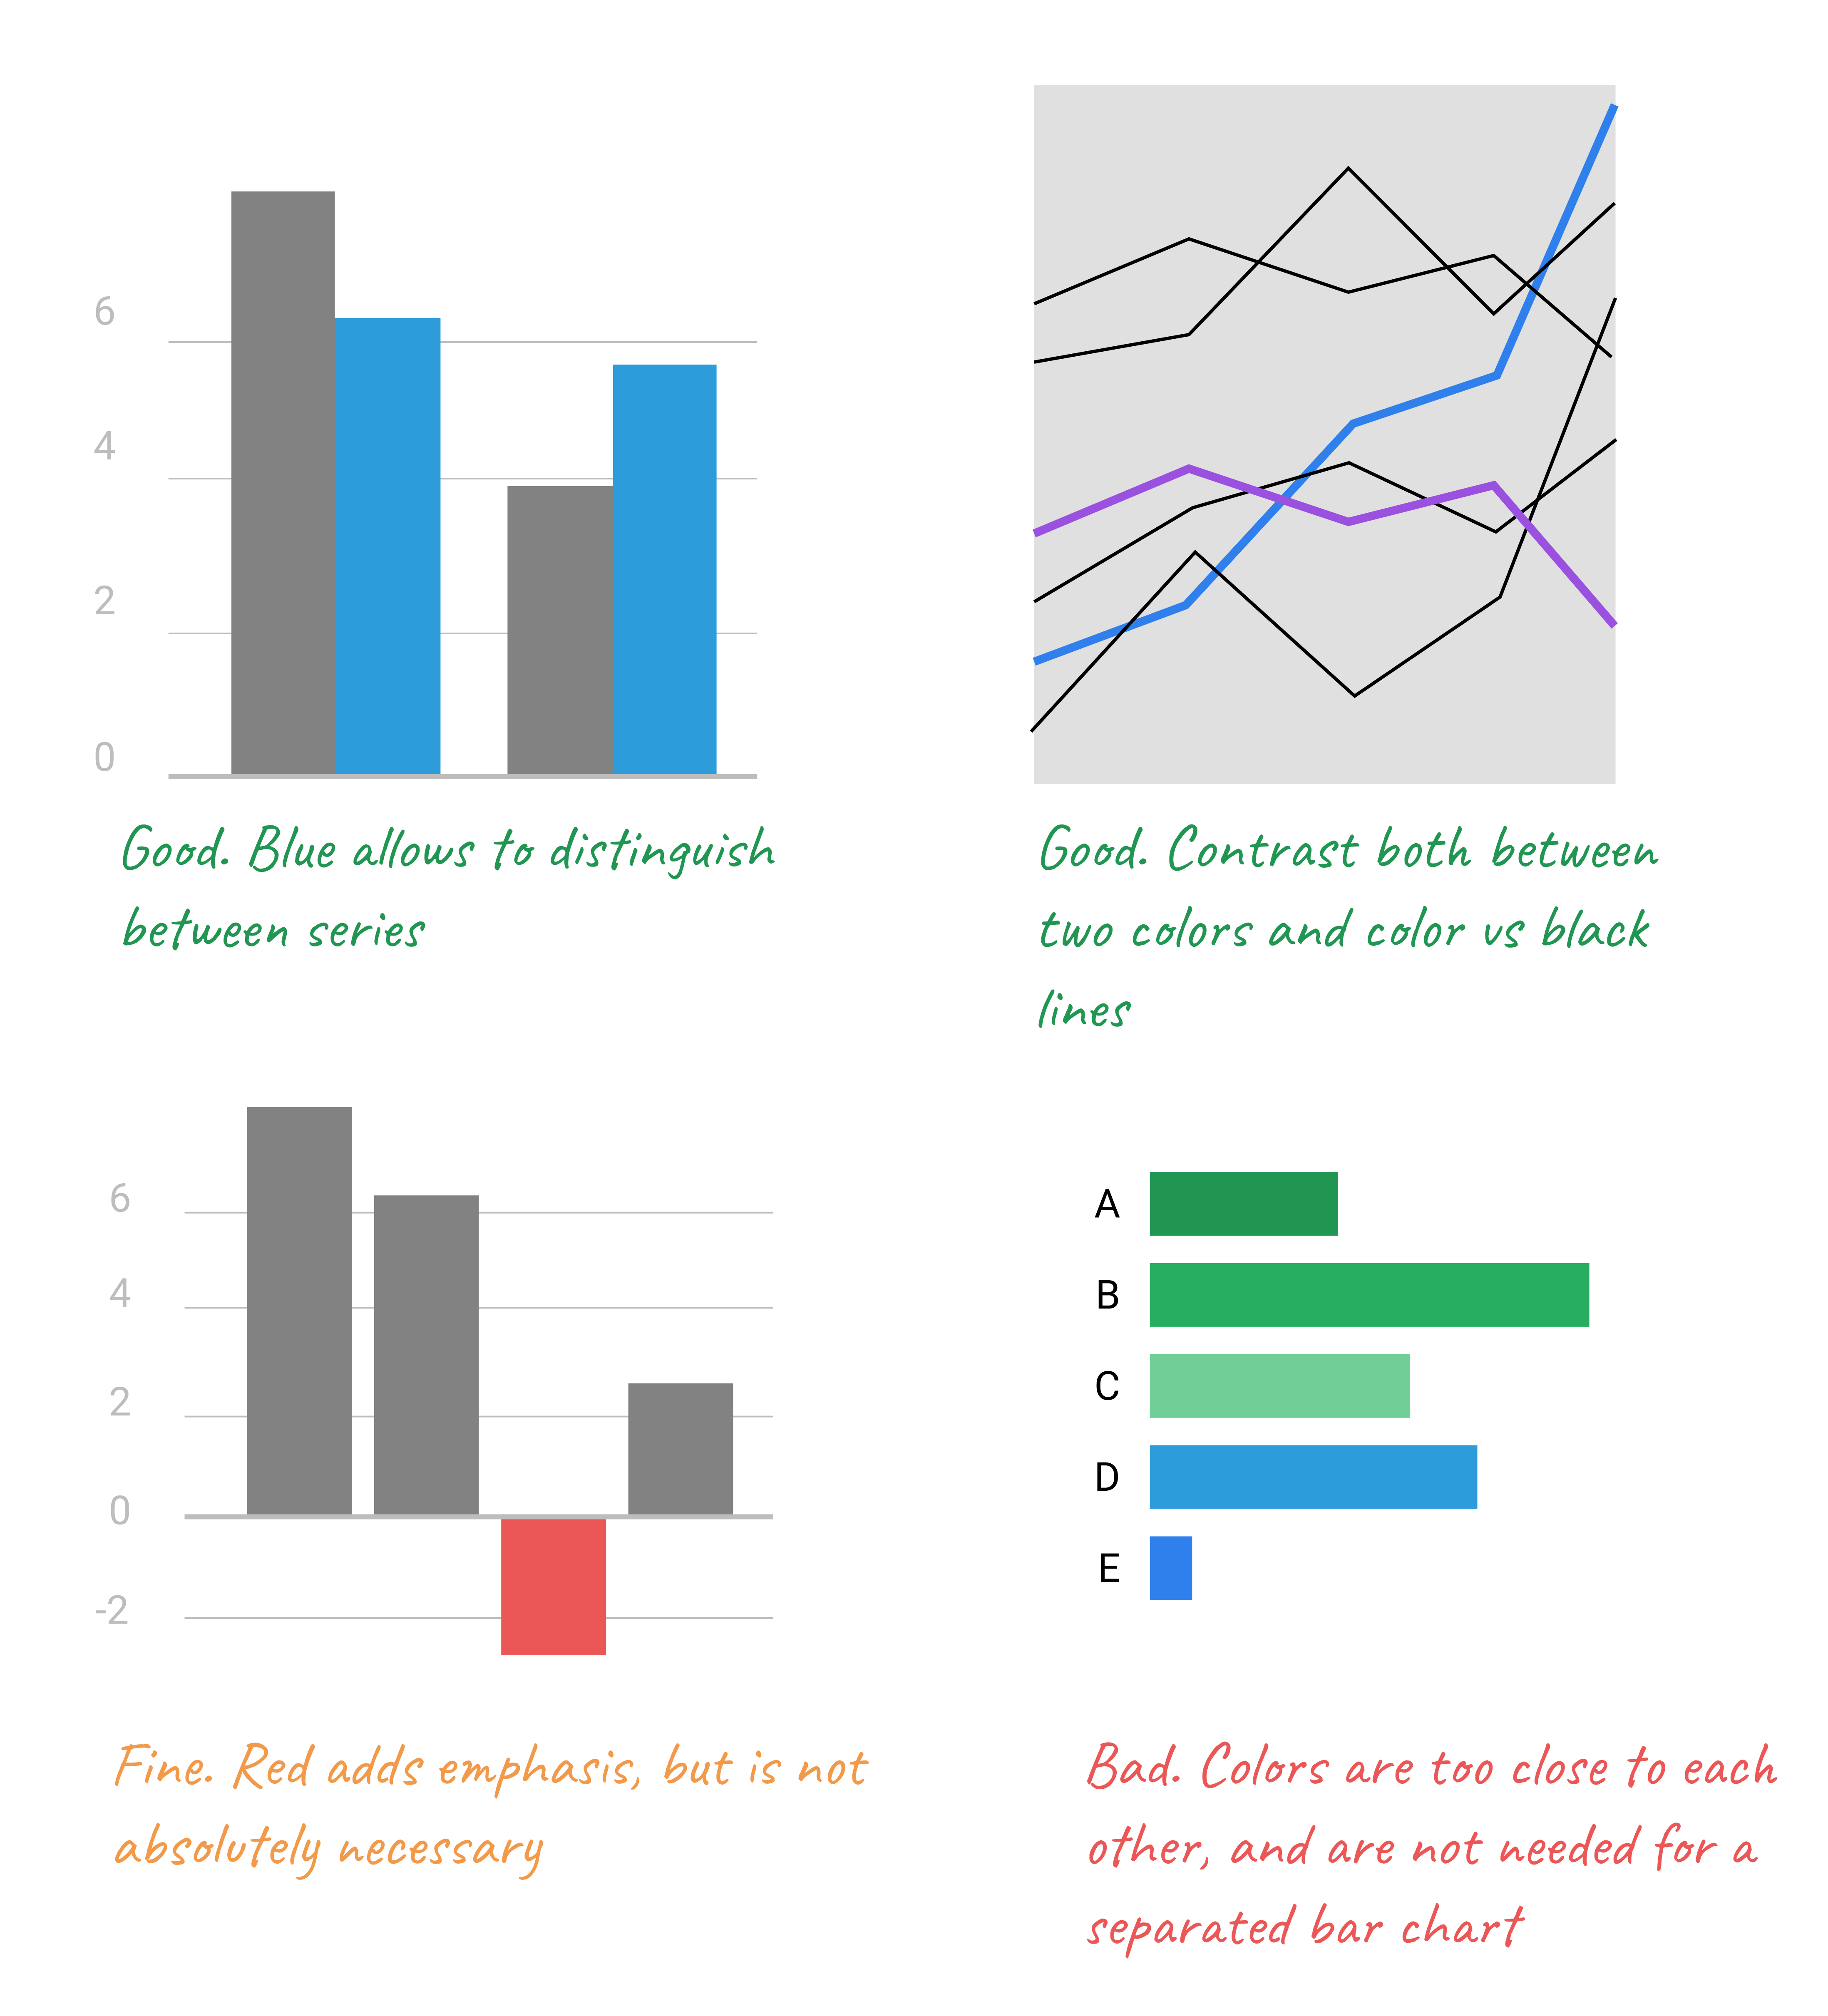 6
4
2
0
Good. Blue allows to distinguish
between series
Good. Contrast both between
two colors and color vs black
lines
6
4
2
0
-2
Fine. Red adds emphasis, but is not
absolutely necessary
A
B
C
D
E
Bad. Colors are too close to each
other, and are not needed for a
separated bar chart